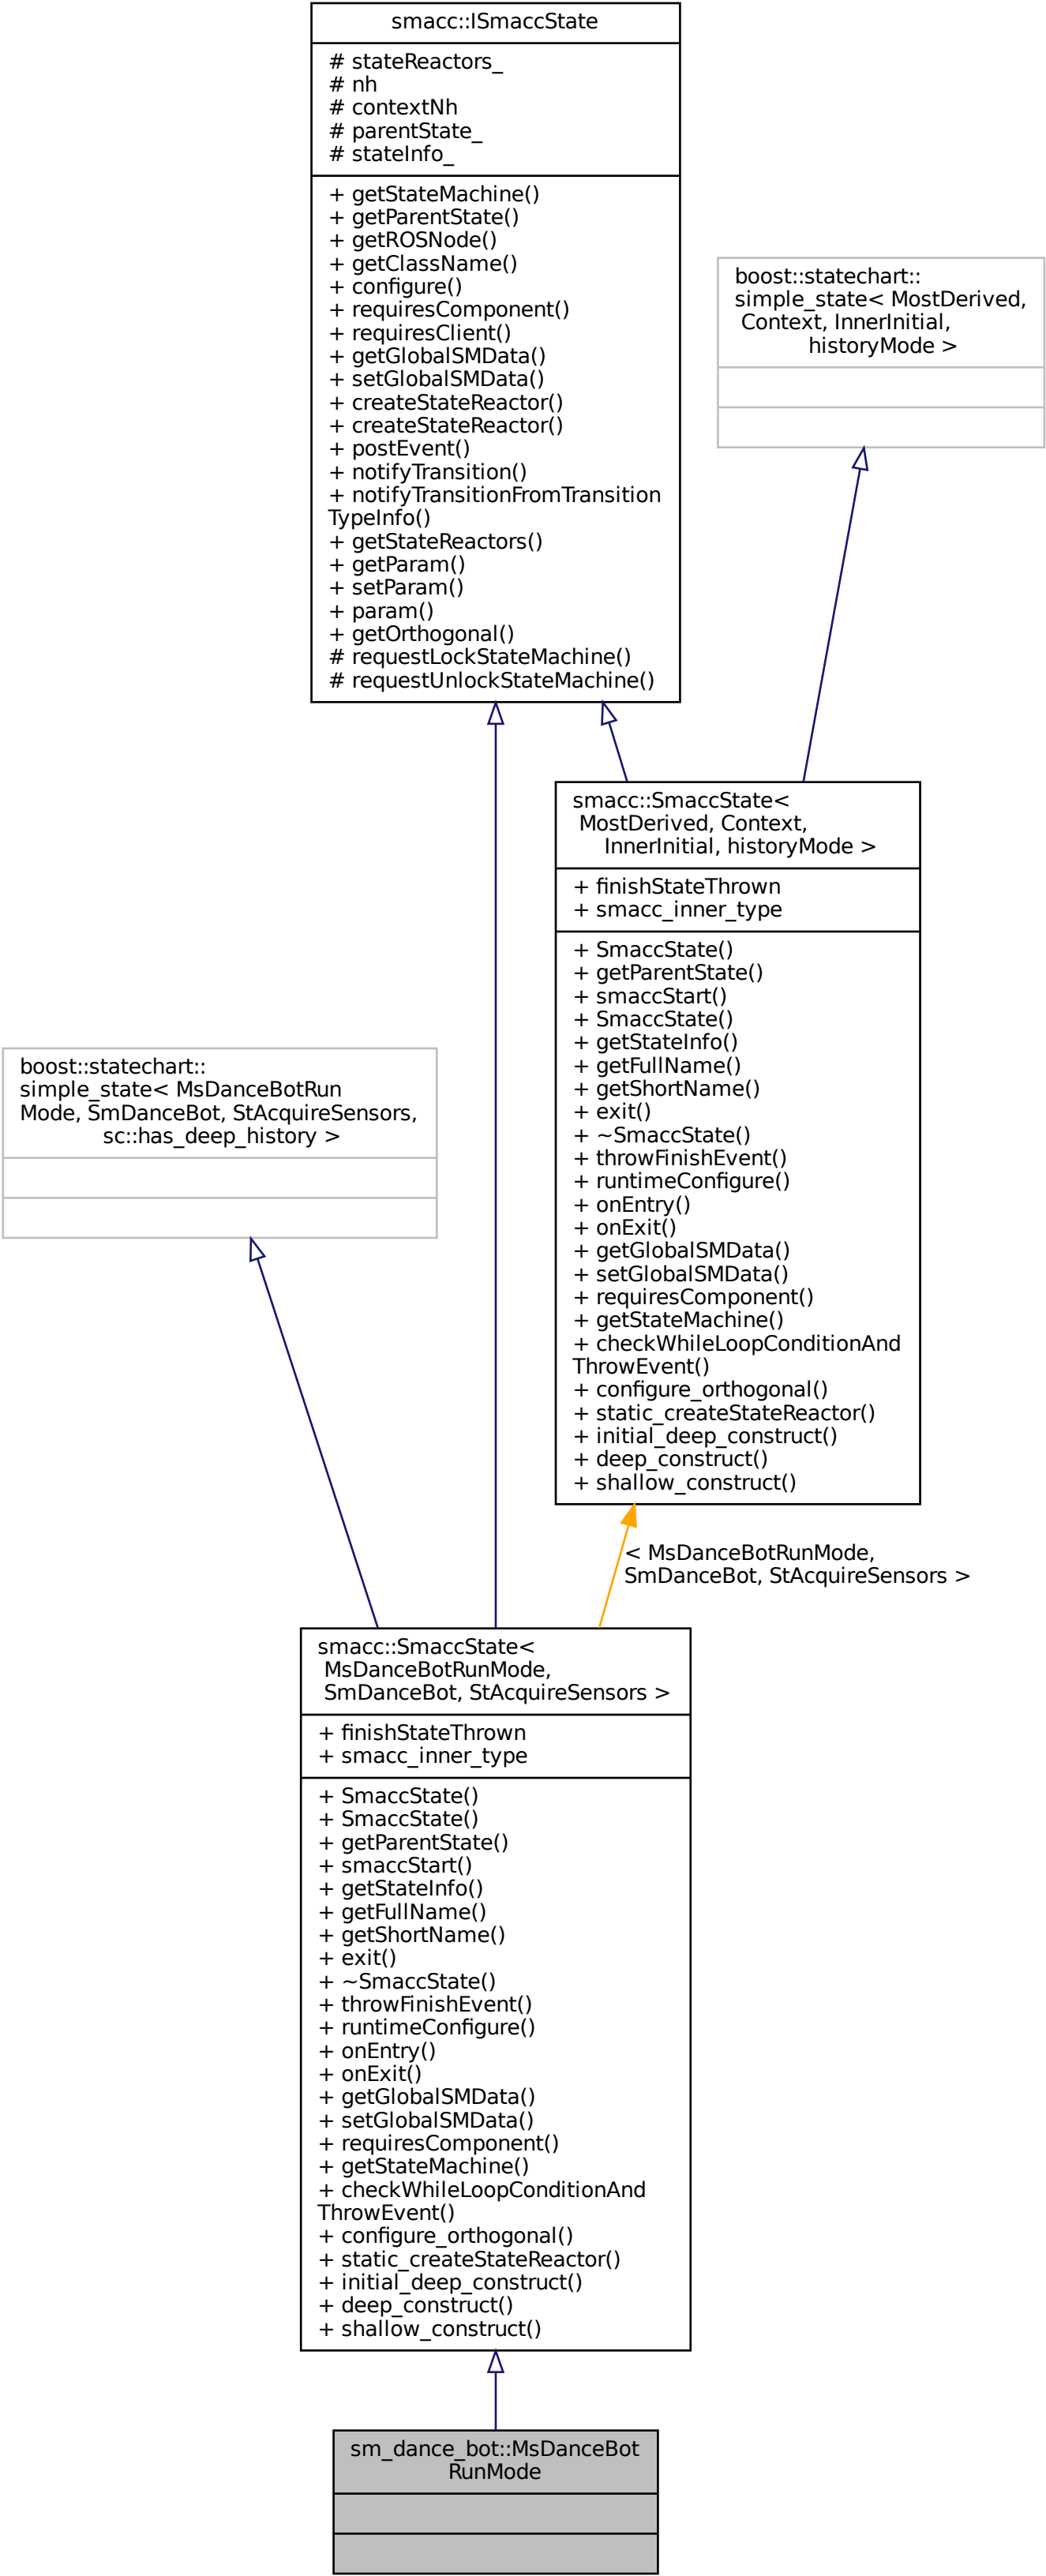 smacc::ISmaccState
# stateReactors_
# nh
# contextNh
# parentState_
# stateInfo_
+ getStateMachine()
+ getParentState()
+ getROSNode()
+ getClassName()
+ configure()
+ requiresComponent()
+ requiresClient()
+ getGlobalSMData()
+ setGlobalSMData()
+ createStateReactor()
+ createStateReactor()
+ postEvent()
+ notifyTransition()
+ notifyTransitionFromTransition
TypeInfo()
+ getStateReactors()
+ getParam()
+ setParam()
+ param()
+ getOrthogonal()
# requestLockStateMachine()
# requestUnlockStateMachine()
boost::statechart::
simple_state< MostDerived,
Context, InnerInitial,
historyMode >
smacc::SmaccState<
MostDerived, Context,
InnerInitial, historyMode >
+ finishStateThrown
+ smacc_inner_type
+ SmaccState()
+ getParentState()
+ smaccStart()
+ SmaccState()
+ getStateInfo()
+ getFullName()
+ getShortName()
+ exit()
+ ~SmaccState()
+ throwFinishEvent()
+ runtimeConfigure()
+ onEntry()
+ onExit()
+ getGlobalSMData()
+ setGlobalSMData()
+ requiresComponent()
+ getStateMachine()
+ checkWhileLoopConditionAnd
ThrowEvent()
+ configure_orthogonal()
+ static_createStateReactor()
+ initial_deep_construct()
+ deep_construct()
+ shallow_construct()
boost::statechart::
simple_state< MsDanceBotRun
Mode, SmDanceBot, StAcquireSensors,
sc::has_deep_history >
< MsDanceBotRunMode,
SmDanceBot, StAcquireSensors >
smacc::SmaccState<
MsDanceBotRunMode,
SmDanceBot, StAcquireSensors >
+ finishStateThrown
+ smacc_inner_type
+ SmaccState()
+ SmaccState()
+ getParentState()
+ smaccStart()
+ getStateInfo()
+ getFullName()
+ getShortName()
+ exit()
+ ~SmaccState()
+ throwFinishEvent()
+ runtimeConfigure()
+ onEntry()
+ onExit()
+ getGlobalSMData()
+ setGlobalSMData()
+ requiresComponent()
+ getStateMachine()
+ checkWhileLoopConditionAnd
ThrowEvent()
+ configure_orthogonal()
+ static_createStateReactor()
+ initial_deep_construct()
+ deep_construct()
+ shallow_construct()
sm_dance_bot::MsDanceBot
RunMode